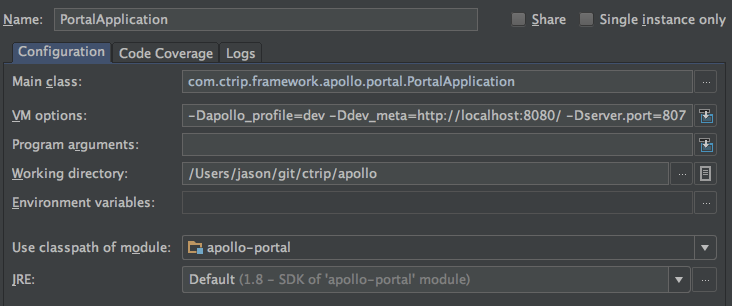 Name: PortalApplication Share Single instance only
Configuration Code Coverage Logs
Main class: com.ctrip.framework.apollo.portal.PortalApplication ...
VM options: -Dapollo_profile=dev -Ddev_meta=http://localhost:8080/ -Dserver.port=807
Program arguments:
Working directory: /Users/jason/git/ctrip/apollo ...
Environment variables: ...
Use classpath of module: apollo-portal
JRE: Default (1.8 – SDK of 'apollo-portal' module) ...